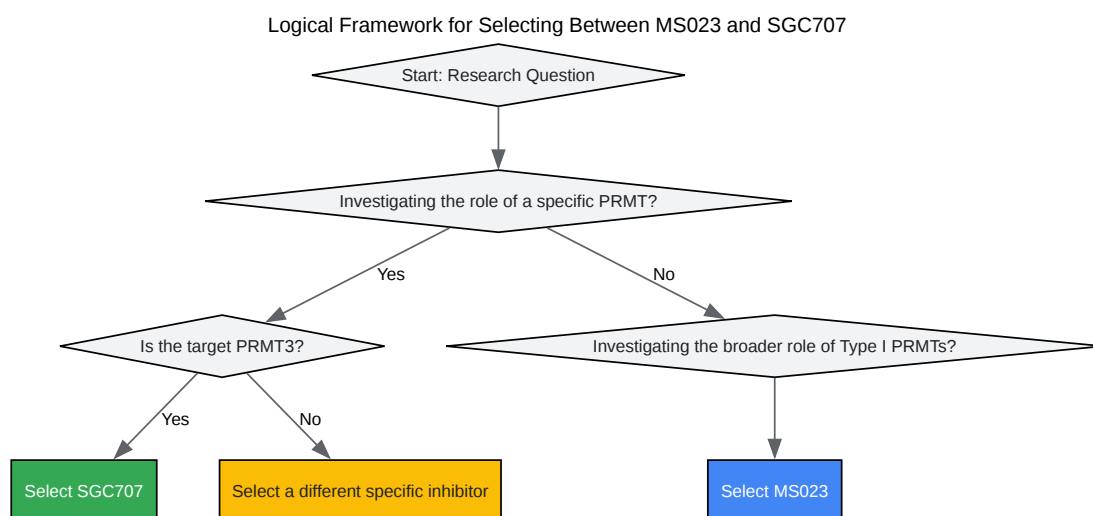 Logical Framework for Selecting Between MS023 and SGC707
Start: Research Question
Investigating the role of a specific PRMT?
Yes
No
Is the target PRMT3?
Investigating the broader role of Type I PRMTs?
Yes
No
Select SGC707
Select a different specific inhibitor
Select MS023